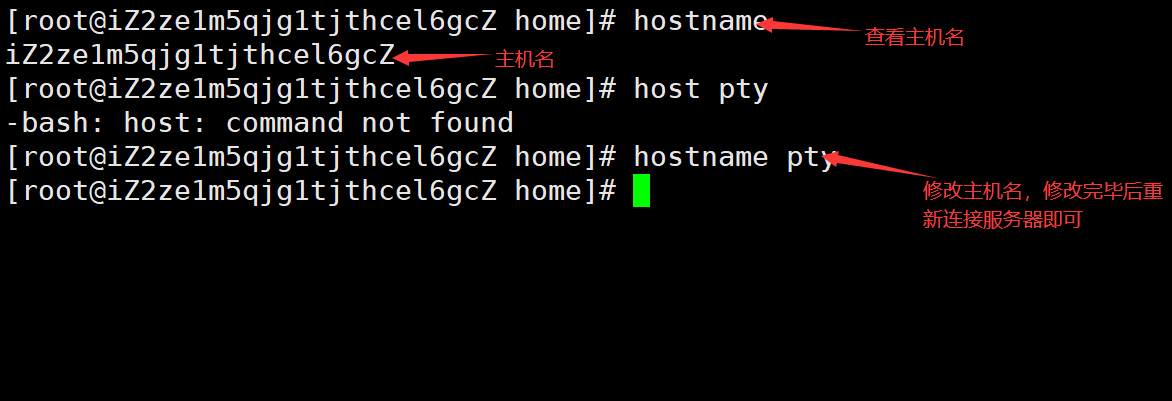 [root@iZ2ze1m5qjg1tjthcel6gcZ home]# hostname
查看主机名
iZ2ze1m5qjg1tjthcel6gcZ
主机名
[root@iZ2ze1m5qjg1tjthcel6gcZ home]# host pty
-bash: host: command not found
[root@iZ2ze1m5qjg1tjthcel6gcZ home]# hostname pty
[root@iZ2ze1m5qjg1tjthcel6gcZ home]#
修改主机名，修改完毕后重
新连接服务器即可